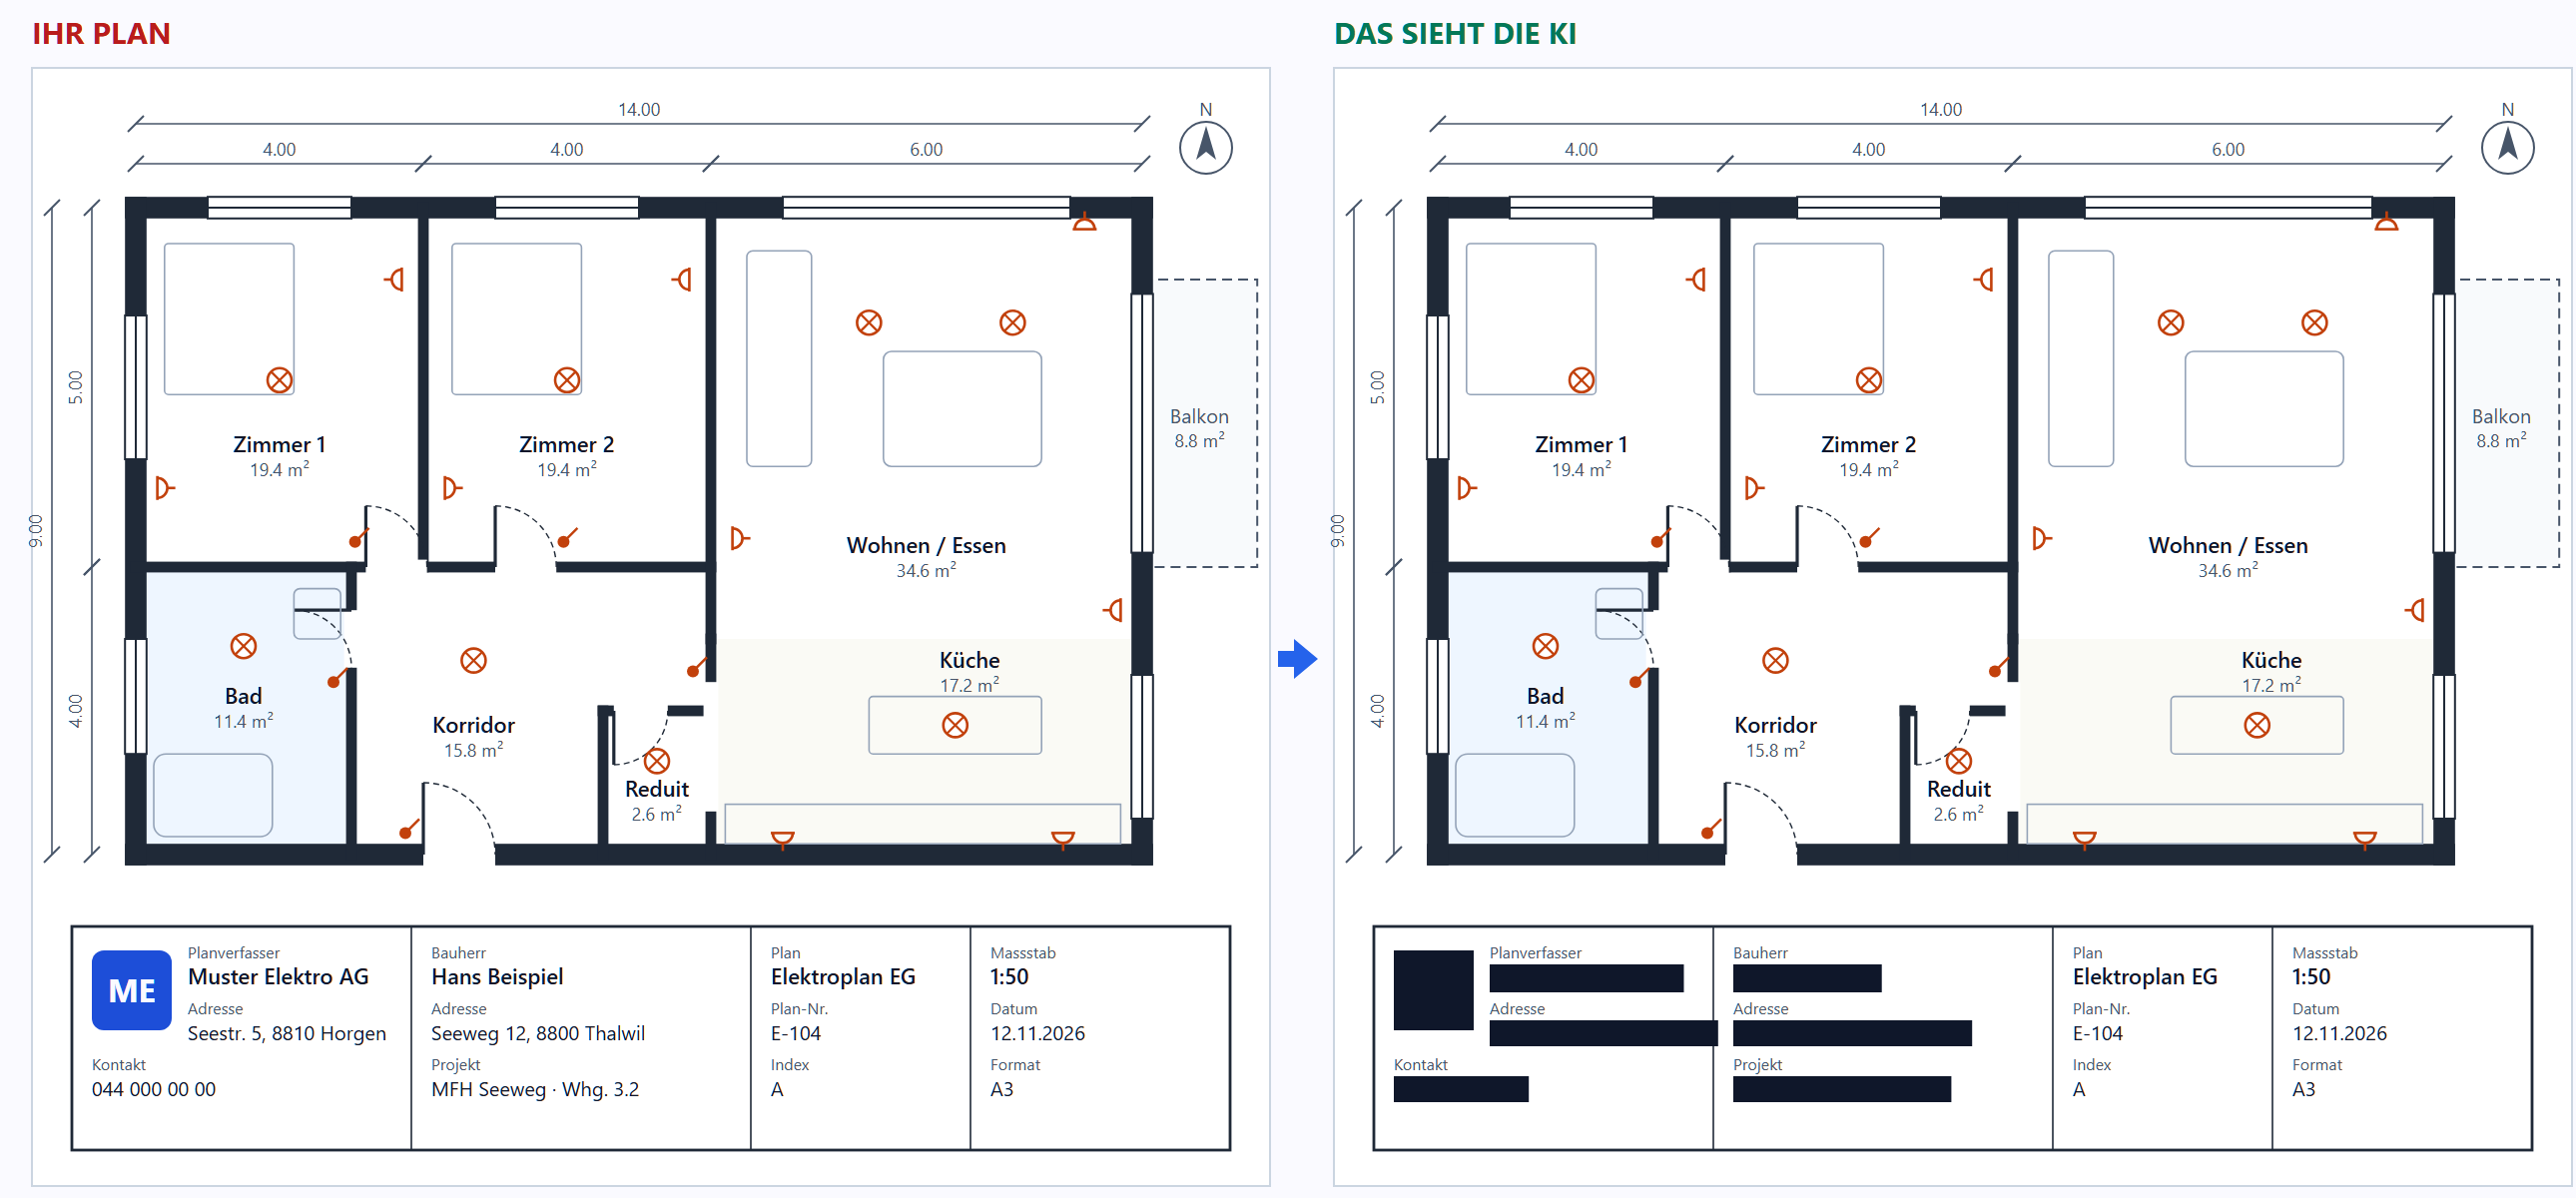 IHR PLAN
14.00
N
4.00 4.00 6.00
5.00
9.00
4.00
Zimmer 1
19.4 m²
Zimmer 2
19.4 m²
Balkon
8.8 m²
Wohnen / Essen
34.6 m²
Küche
17.2 m²
Bad
11.4 m²
Korridor
15.8 m²
Reduit
2.6 m²
ME
Planverfasser
Muster Elektro AG
Adresse
Seestr. 5, 8810 Horgen
Kontakt
044 000 00 00
Bauherr
Hans Beispiel
Adresse
Seeweg 12, 8800 Thalwil
Projekt
MFH Seeweg · Whg. 3.2
Plan
Elektroplan EG
Plan-Nr.
E-104
Index
A
Massstab
1:50
Datum
12.11.2026
Format
A3
DAS SIEHT DIE KI
14.00
N
4.00 4.00 6.00
5.00
9.00
4.00
Zimmer 1
19.4 m²
Zimmer 2
19.4 m²
Balkon
8.8 m²
Wohnen / Essen
34.6 m²
Küche
17.2 m²
Bad
11.4 m²
Korridor
15.8 m²
Reduit
2.6 m²
Planverfasser
Adresse
Kontakt
Bauherr
Adresse
Projekt
Plan
Elektroplan EG
Plan-Nr.
E-104
Index
A
Massstab
1:50
Datum
12.11.2026
Format
A3